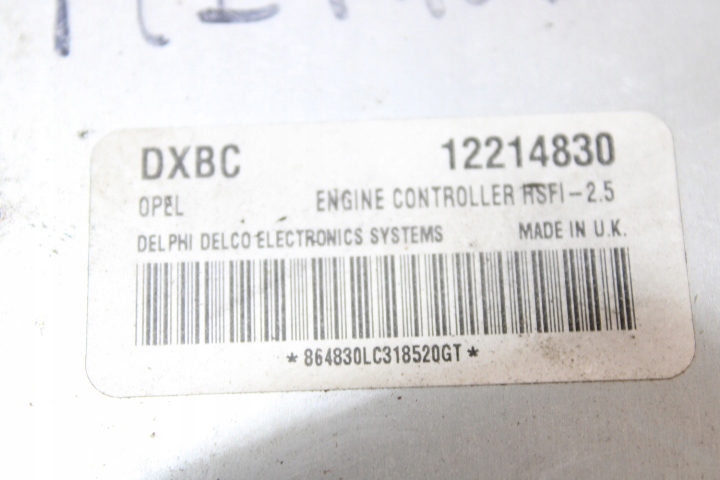 DXBC 12214830
OPEL ENGINE CONTROLLER HSFI-2.5
DELPHI DELCO ELECTRONICS SYSTEMS MADE IN U.K.
*864830LC318520GT*